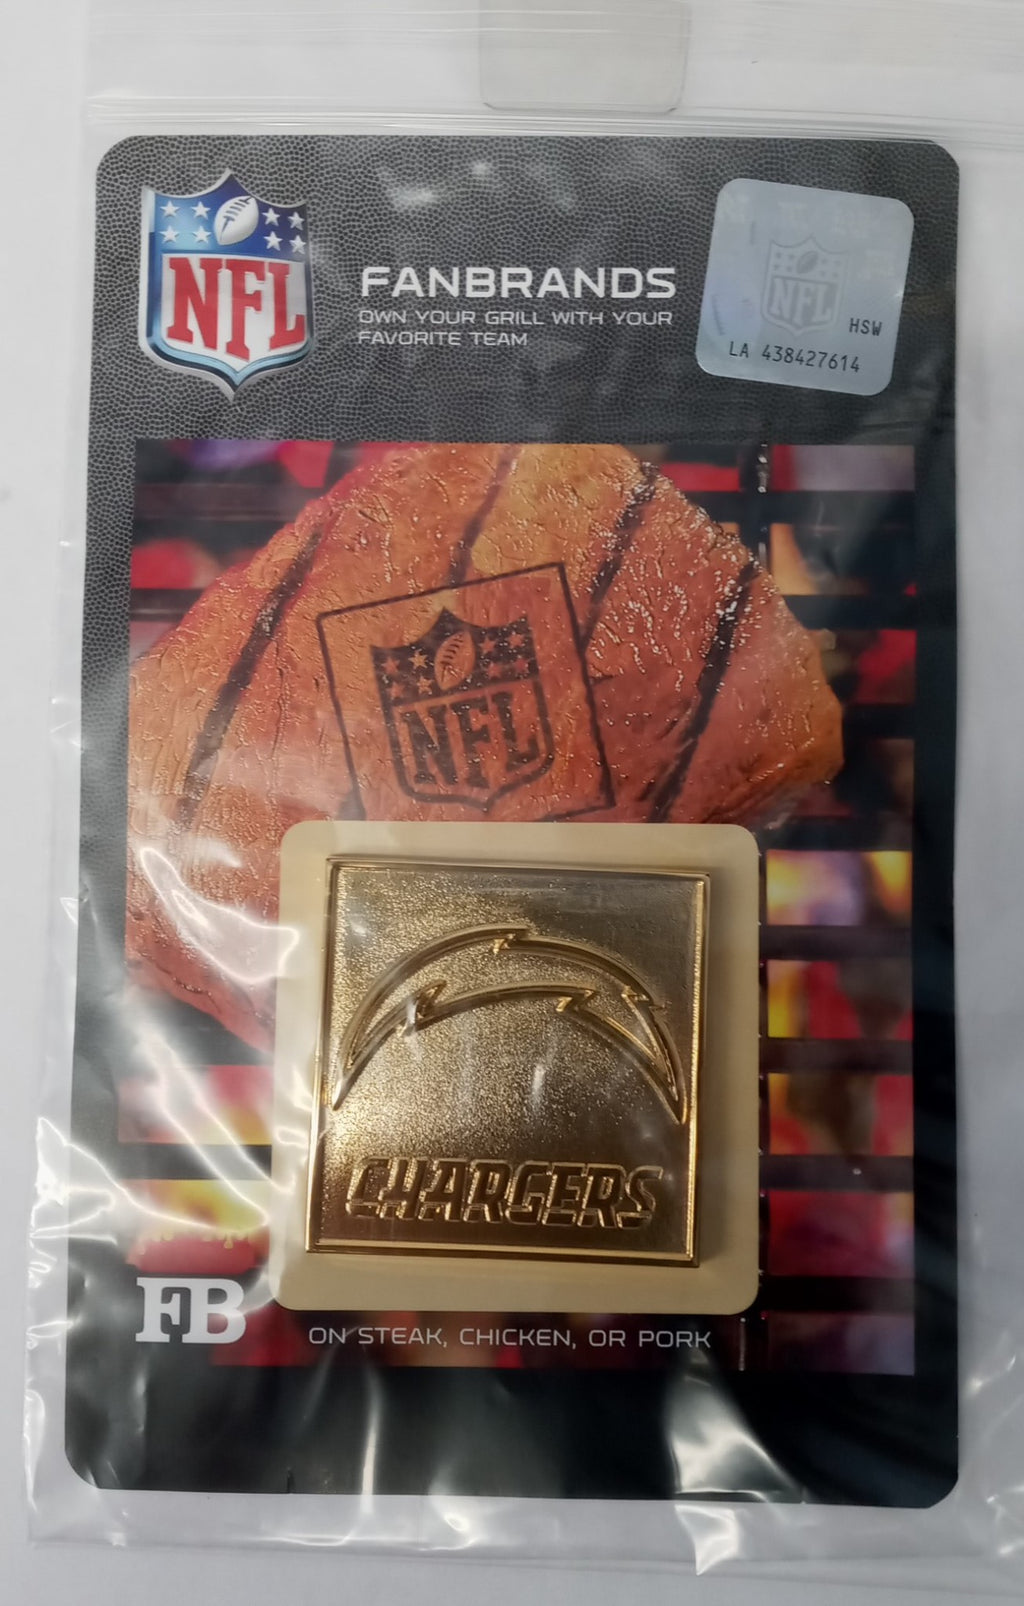 NFL
FANBRANDS
OWN YOUR GRILL WITH YOUR
FAVORITE TEAM
NFL
HSW
LA 438427614
NFL
CHARGERS
FB
ON STEAK, CHICKEN, OR PORK